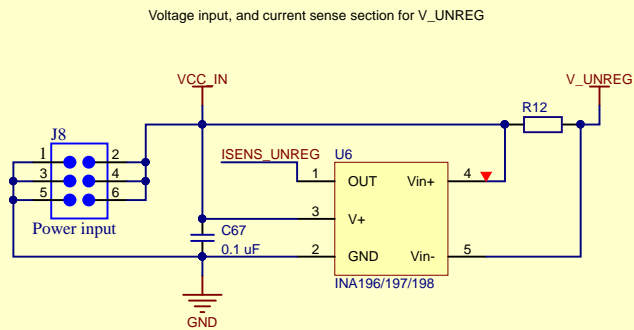 Voltage input, and current sense section for V_UNREG
VCC_IN
V_UNREG
R12
J8
1 2
3 4
5 6
Power input
ISENS_UNREG
U6
1 OUT Vin+ 4
3 V+
C67
0.1 uF
2 GND Vin- 5
INA196/197/198
GND